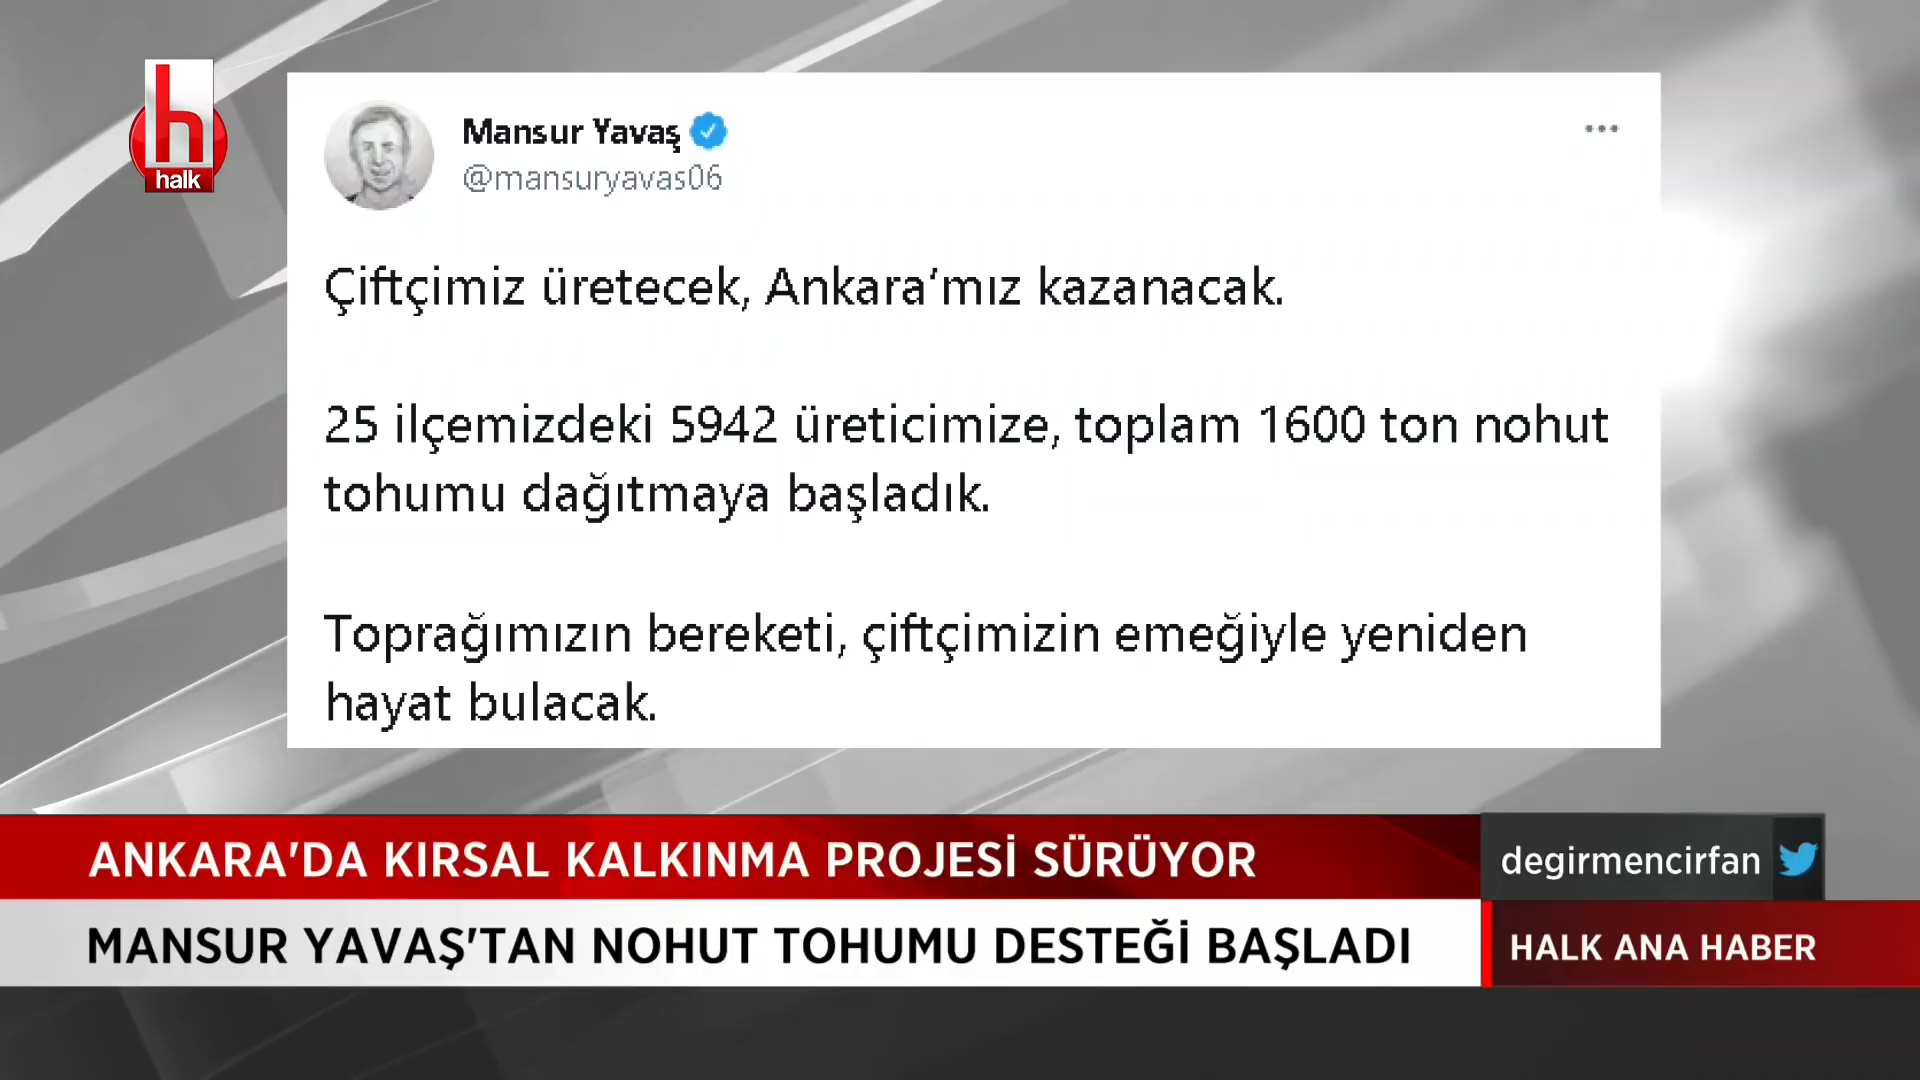 h
halk
Mansur Yavaş
@mansuryavas06
Çiftçimiz üretecek, Ankara’mız kazanacak.
25 ilçemizdeki 5942 üreticimize, toplam 1600 ton nohut
tohumu dağıtmaya başladık.
Toprağımızın bereketi, çiftçimizin emeğiyle yeniden
hayat bulacak.
ANKARA'DA KIRSAL KALKINMA PROJESİ SÜRÜYOR
degirmencirfan
MANSUR YAVAŞ'TAN NOHUT TOHUMU DESTEĞİ BAŞLADI
HALK ANA HABER